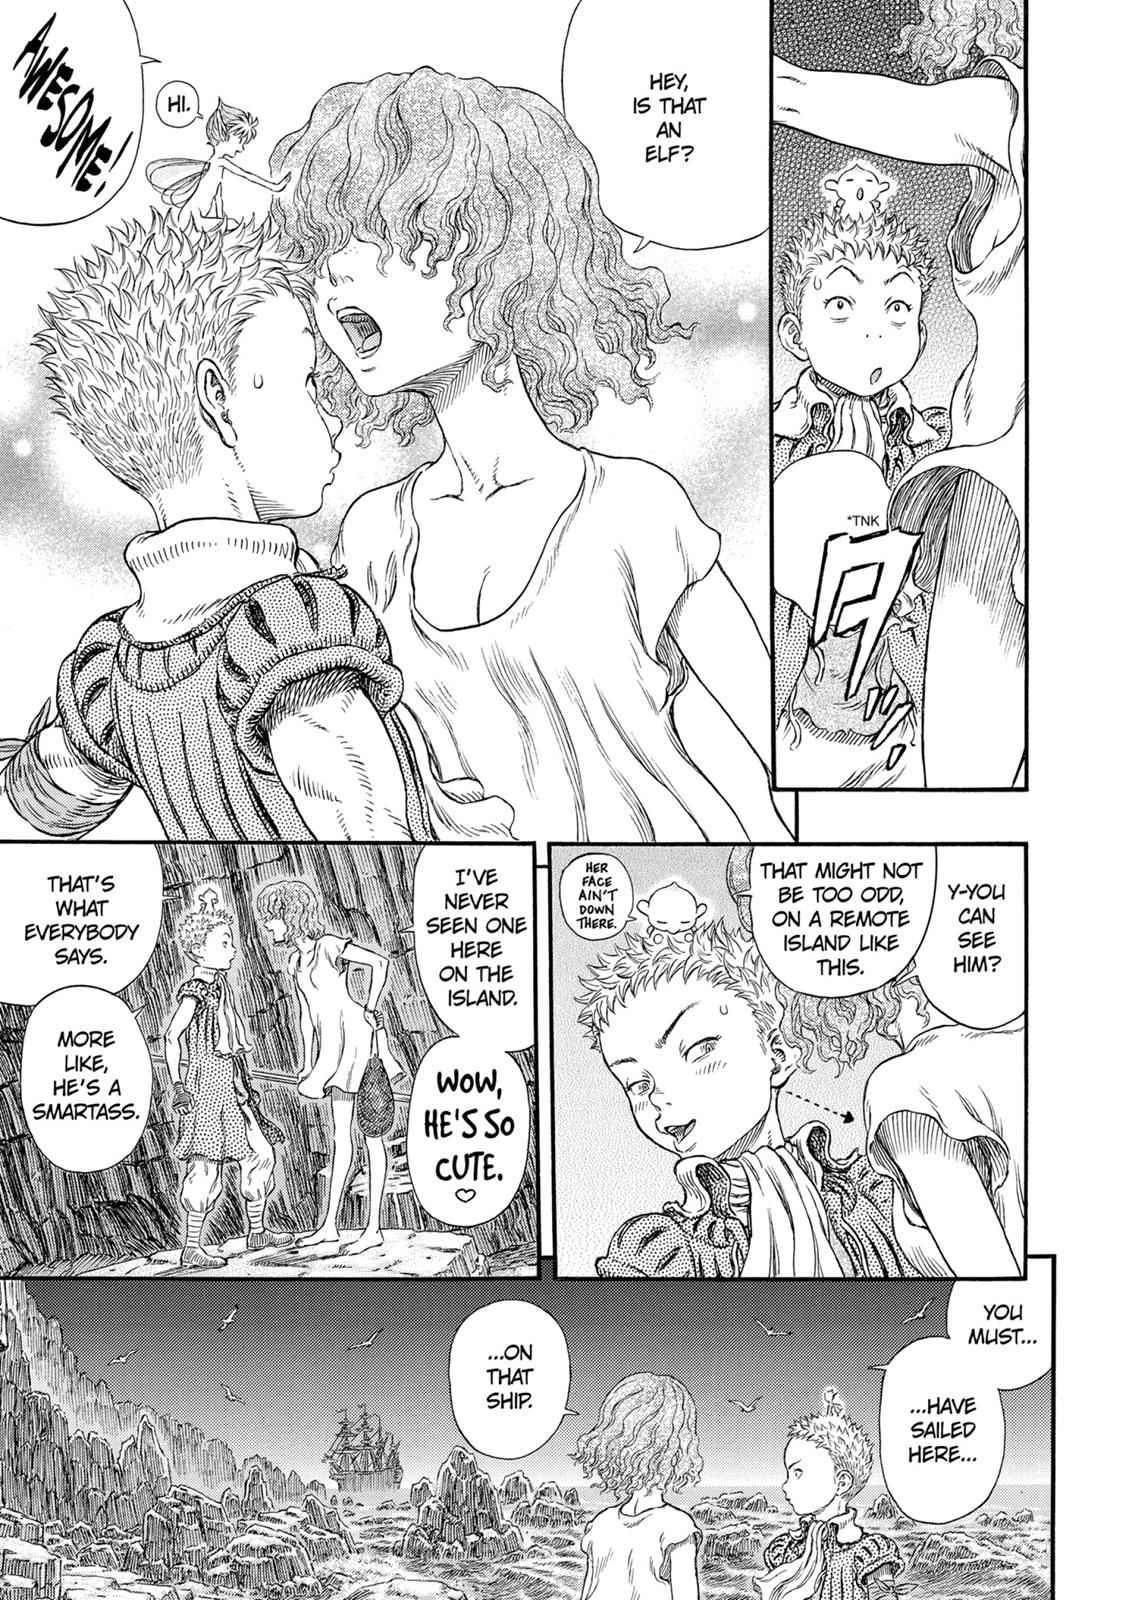 *TNK
タッ
HEY,
IS THAT
AN
ELF?
HI.
AWESOME!
Y-YOU
CAN
SEE
HIM?
THAT MIGHT NOT
BE TOO ODD,
ON A REMOTE
ISLAND LIKE
THIS.
HER
FACE
AIN'T
DOWN
THERE.
I'VE
NEVER
SEEN ONE
HERE
ON THE
ISLAND.
WOW,
HE'S SO
CUTE.
♡
THAT'S
WHAT
EVERYBODY
SAYS.
MORE
LIKE,
HE'S A
SMARTASS.
YOU
MUST...
...HAVE
SAILED
HERE...
...ON
THAT
SHIP.